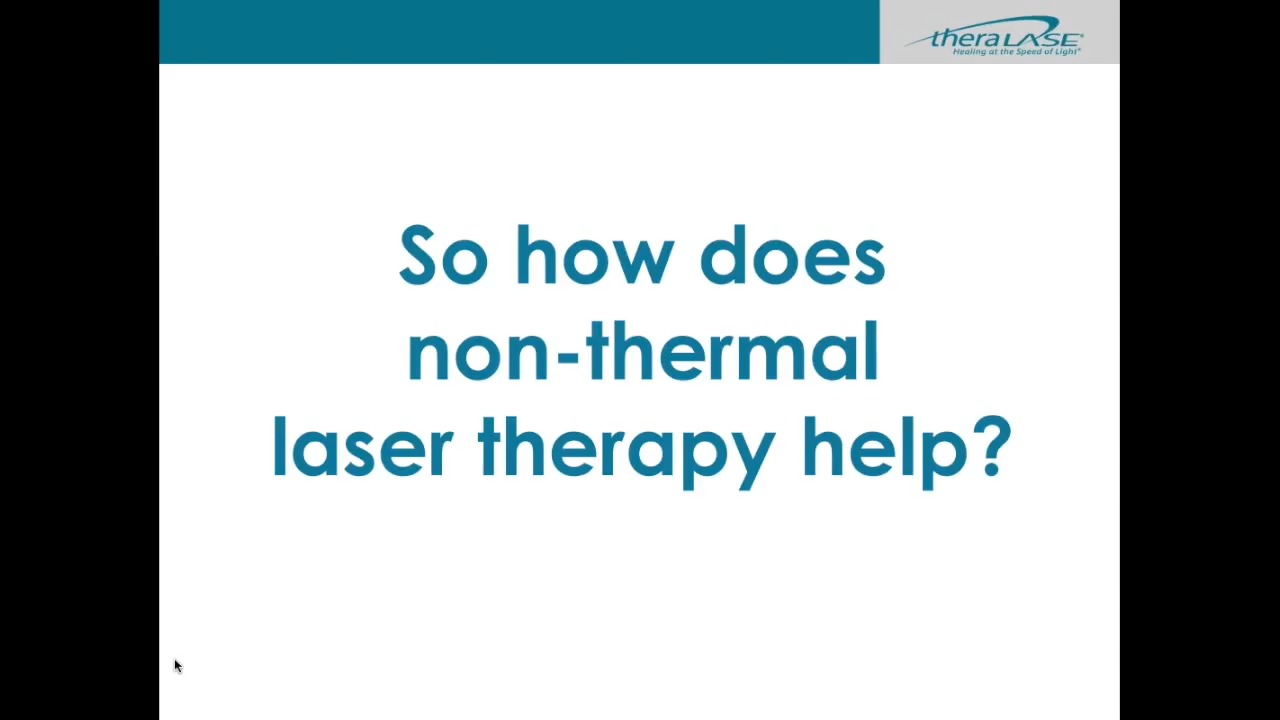 theraLASE®
Healing at the Speed of Light®
So how does
non-thermal
laser therapy help?